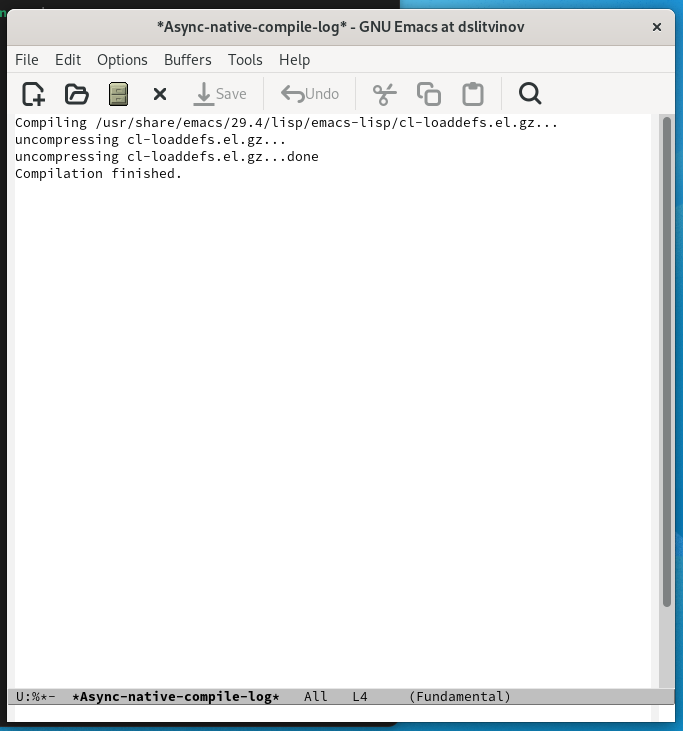 *Async-native-compile-log* - GNU Emacs at dslitvinov
File Edit Options Buffers Tools Help
Save Undo
Compiling /usr/share/emacs/29.4/lisp/emacs-lisp/cl-loaddefs.el.gz...
uncompressing cl-loaddefs.el.gz...
uncompressing cl-loaddefs.el.gz...done
Compilation finished.
U:%*- *Async-native-compile-log* All L4 (Fundamental)